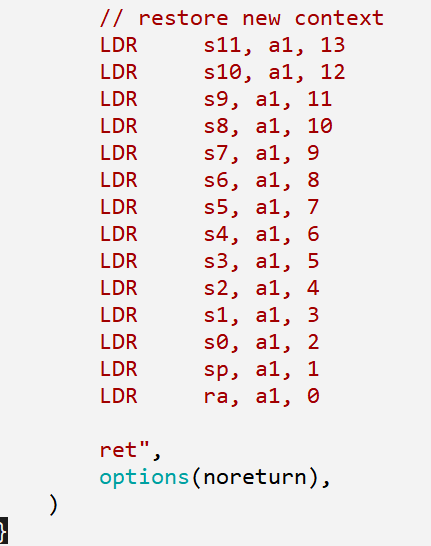 // restore new context
LDR     s11, a1, 13
LDR     s10, a1, 12
LDR     s9, a1, 11
LDR     s8, a1, 10
LDR     s7, a1, 9
LDR     s6, a1, 8
LDR     s5, a1, 7
LDR     s4, a1, 6
LDR     s3, a1, 5
LDR     s2, a1, 4
LDR     s1, a1, 3
LDR     s0, a1, 2
LDR     sp, a1, 1
LDR     ra, a1, 0
ret",
options(noreturn),
)
}